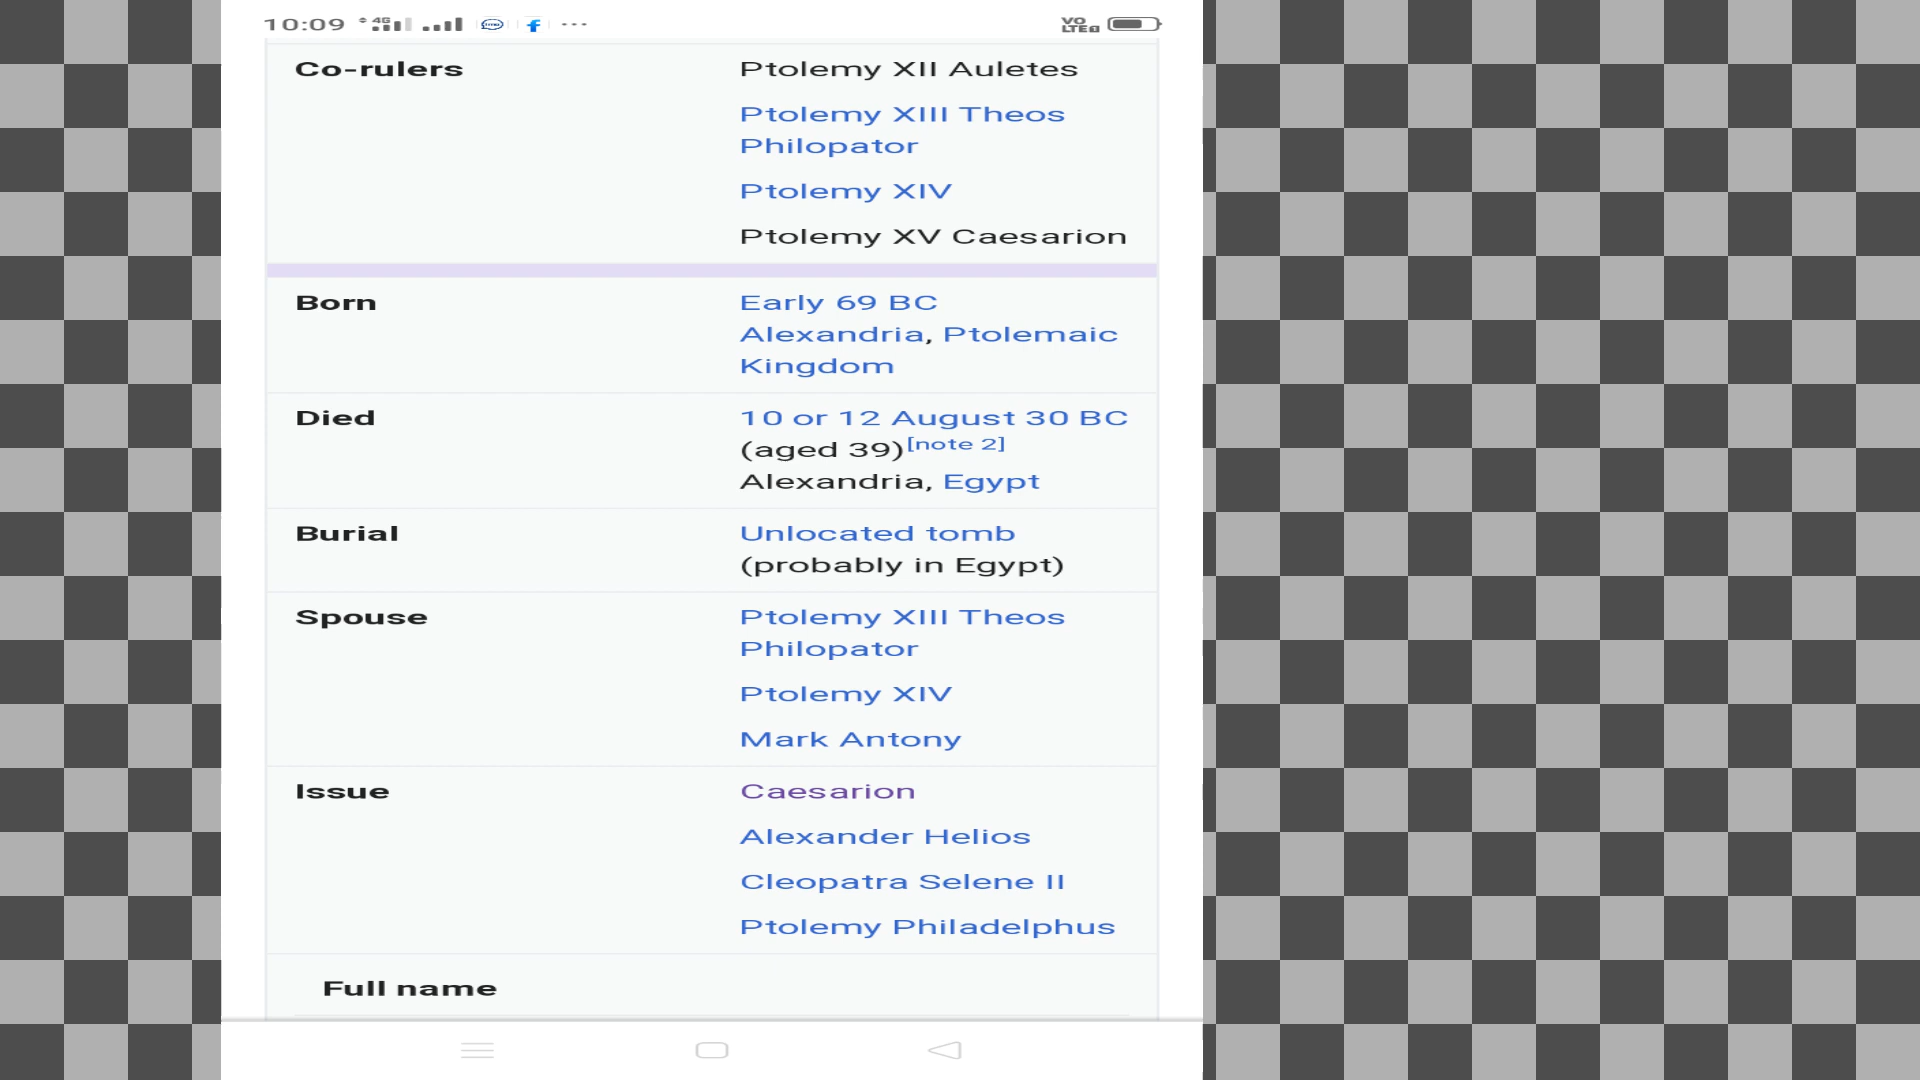 10:09 4G VO LTE
Co-rulers Ptolemy XII Auletes
Ptolemy XIII Theos
Philopator
Ptolemy XIV
Ptolemy XV Caesarion
Born Early 69 BC
Alexandria, Ptolemaic
Kingdom
Died 10 or 12 August 30 BC
(aged 39)[note 2]
Alexandria, Egypt
Burial Unlocated tomb
(probably in Egypt)
Spouse Ptolemy XIII Theos
Philopator
Ptolemy XIV
Mark Antony
Issue Caesarion
Alexander Helios
Cleopatra Selene II
Ptolemy Philadelphus
Full name